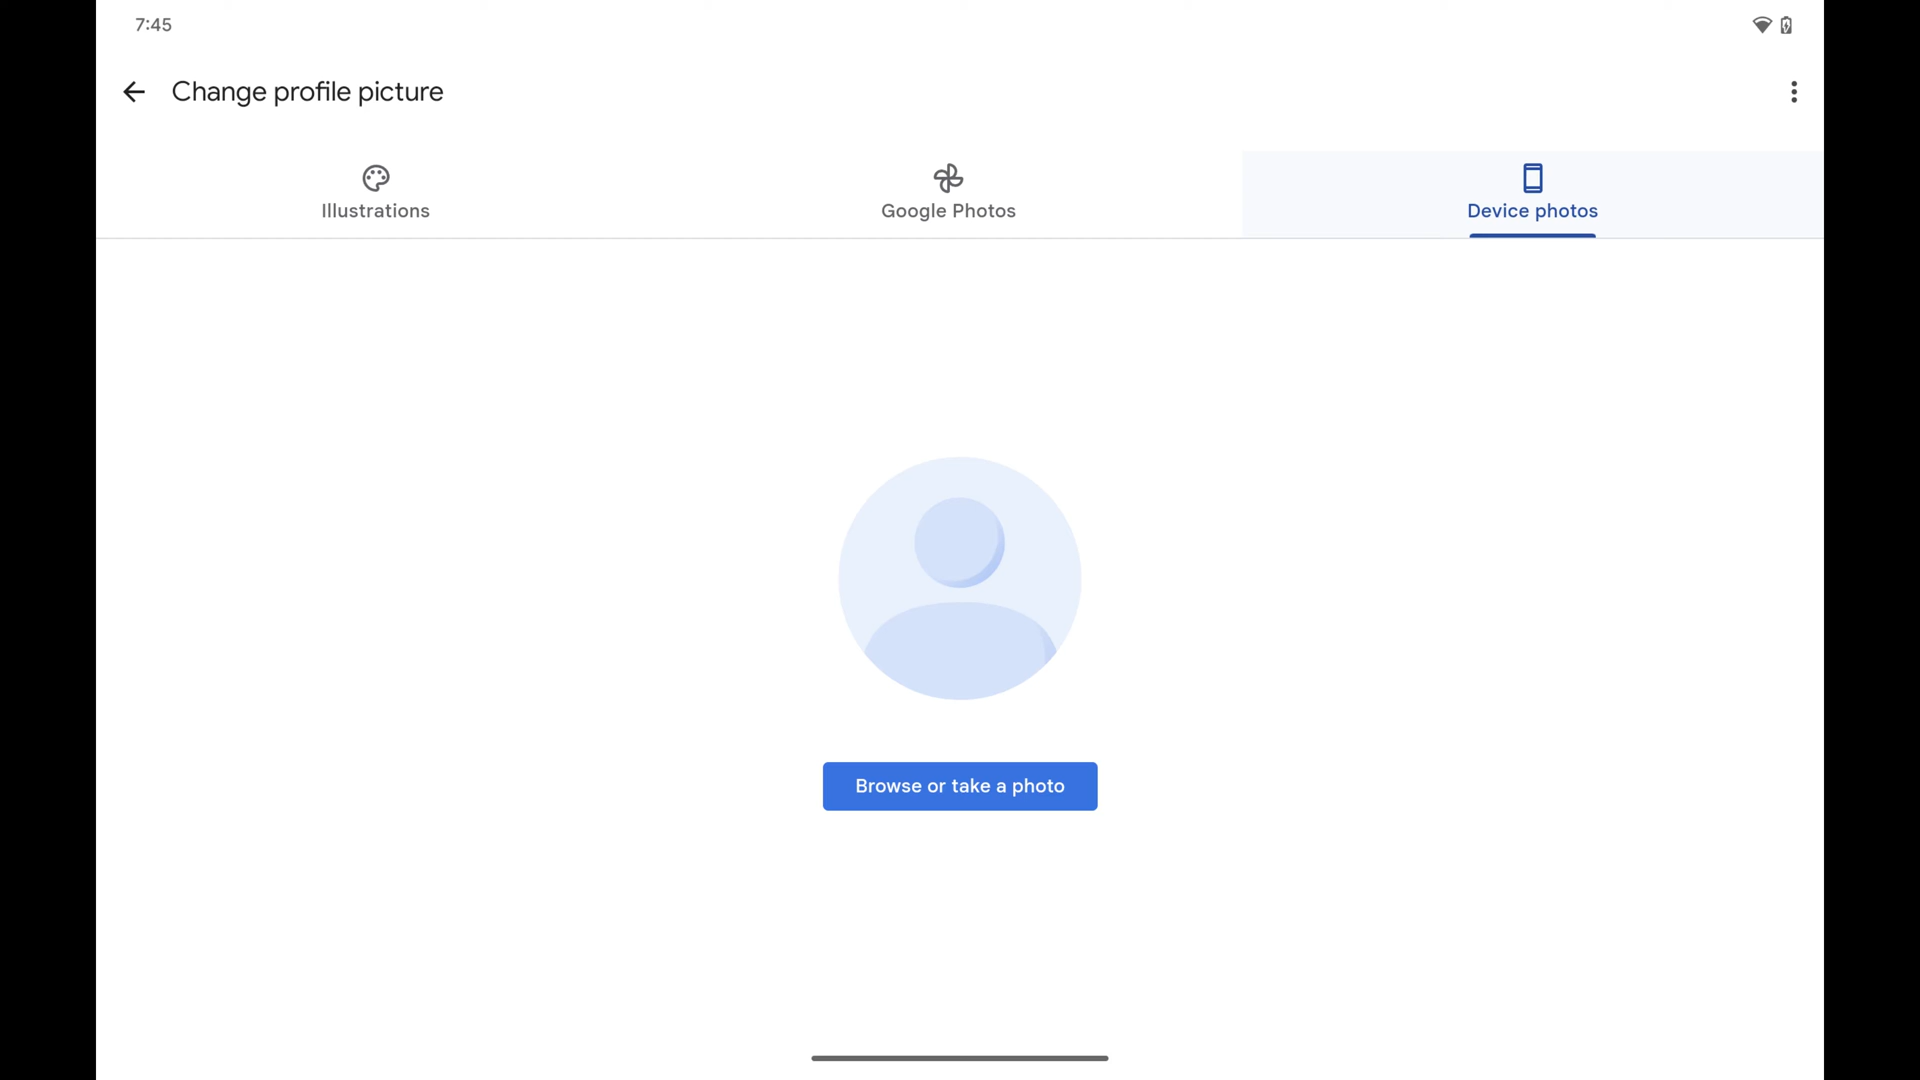 7:45
Change profile picture
Illustrations
Google Photos
Device photos
Browse or take a photo